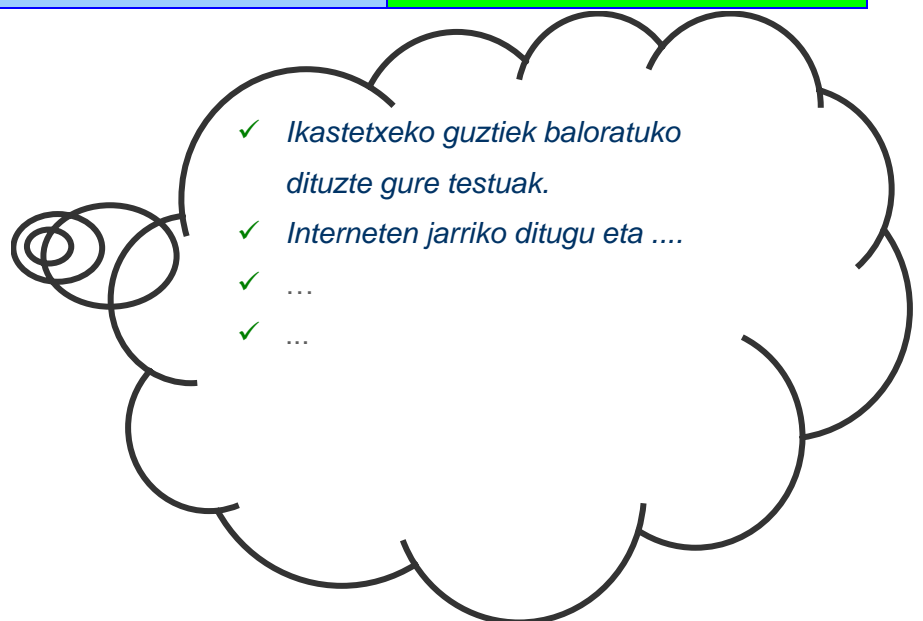 ✓ Ikastetxeko guztiek baloratuko
dituzte gure testuak.
✓ Interneten jarriko ditugu eta ....
✓ ...
✓ ...